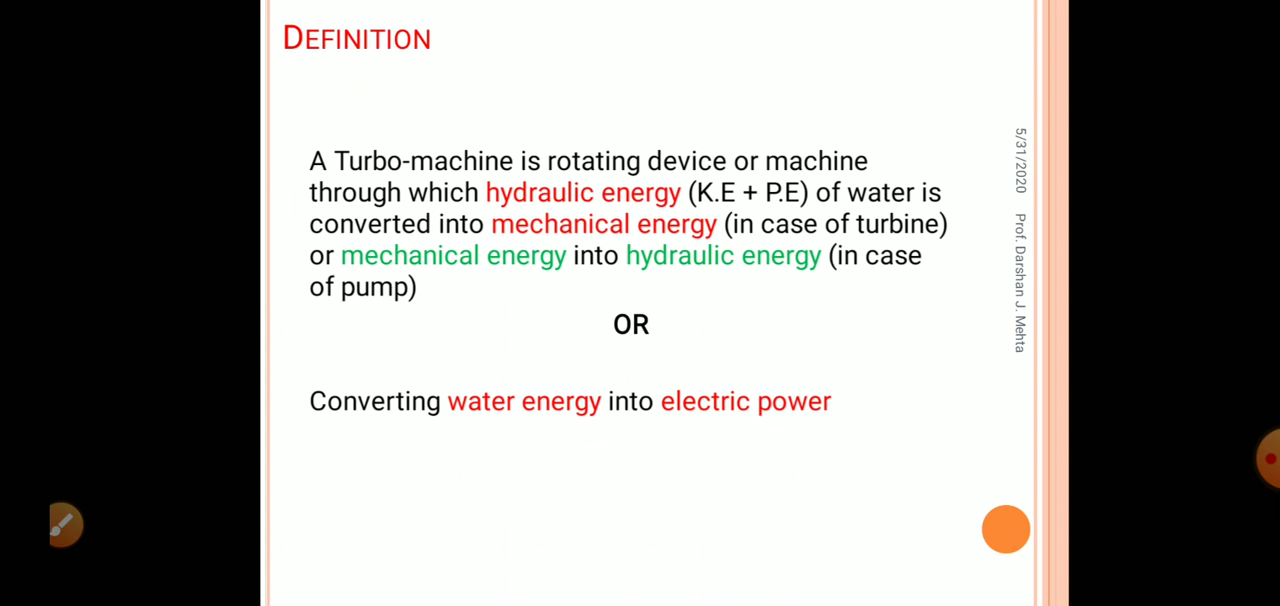 DEFINITION
A Turbo-machine is rotating device or machine
through which hydraulic energy (K.E + P.E) of water is
converted into mechanical energy (in case of turbine)
or mechanical energy into hydraulic energy (in case
of pump)
OR
Converting water energy into electric power
5/31/2020 Prof. Darshan J. Mehta